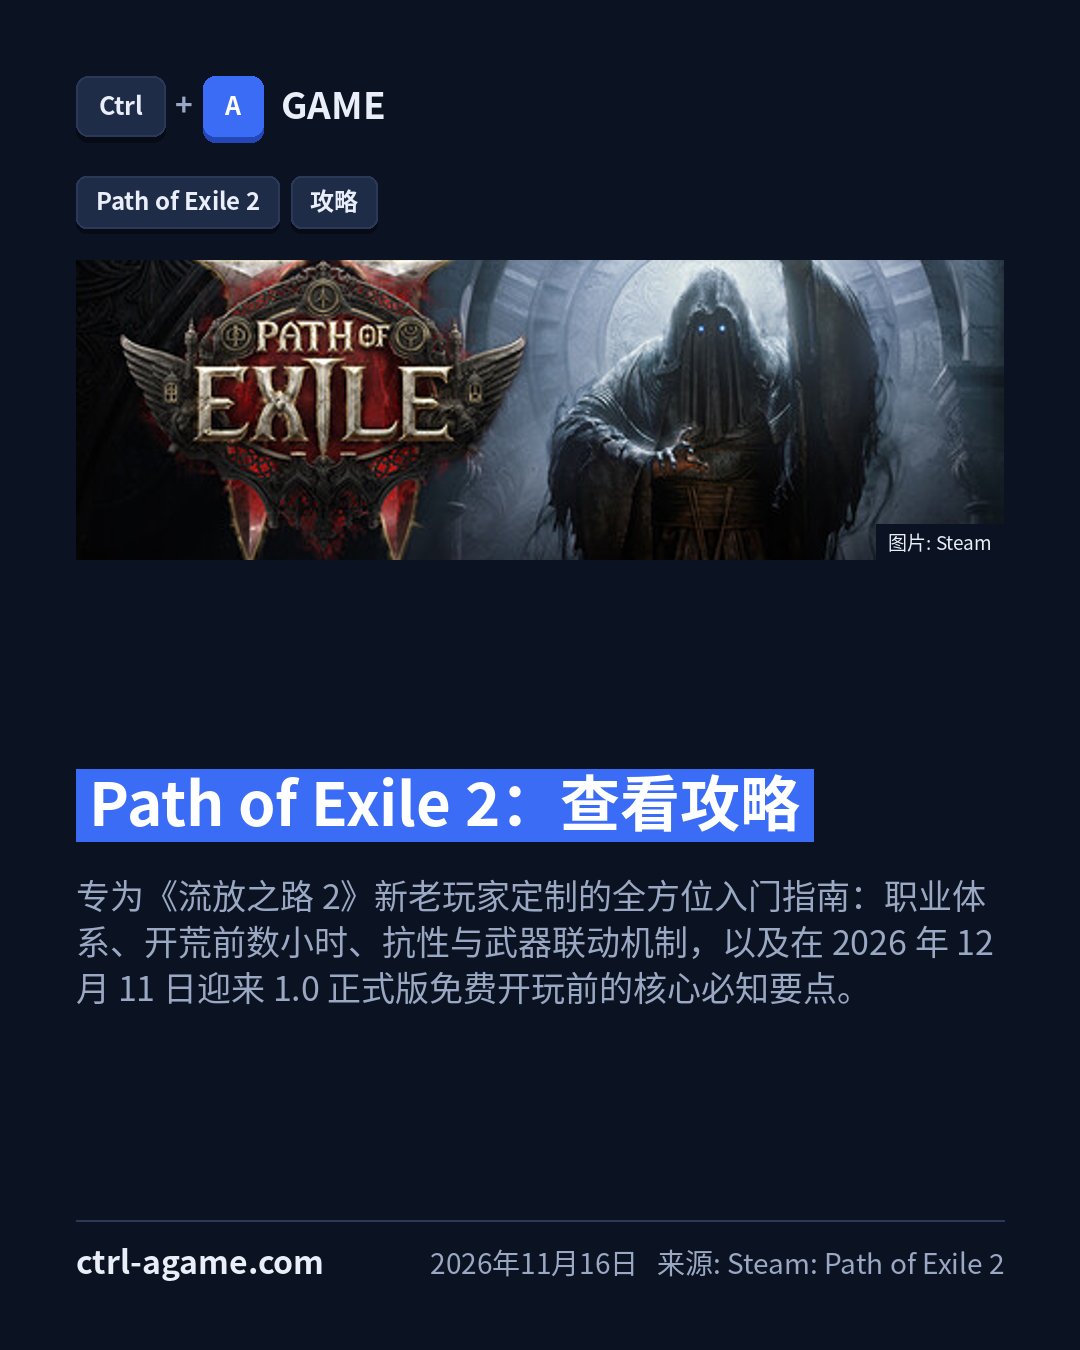 Ctrl + A GAME
Path of Exile 2 攻略
PATH OF
EXILE
图片: Steam
Path of Exile 2：查看攻略
专为《流放之路 2》新老玩家定制的全方位入门指南：职业体
系、开荒前数小时、抗性与武器联动机制，以及在 2026 年 12
月 11 日迎来 1.0 正式版免费开玩前的核心必知要点。
ctrl-agame.com 2026年11月16日 来源: Steam: Path of Exile 2